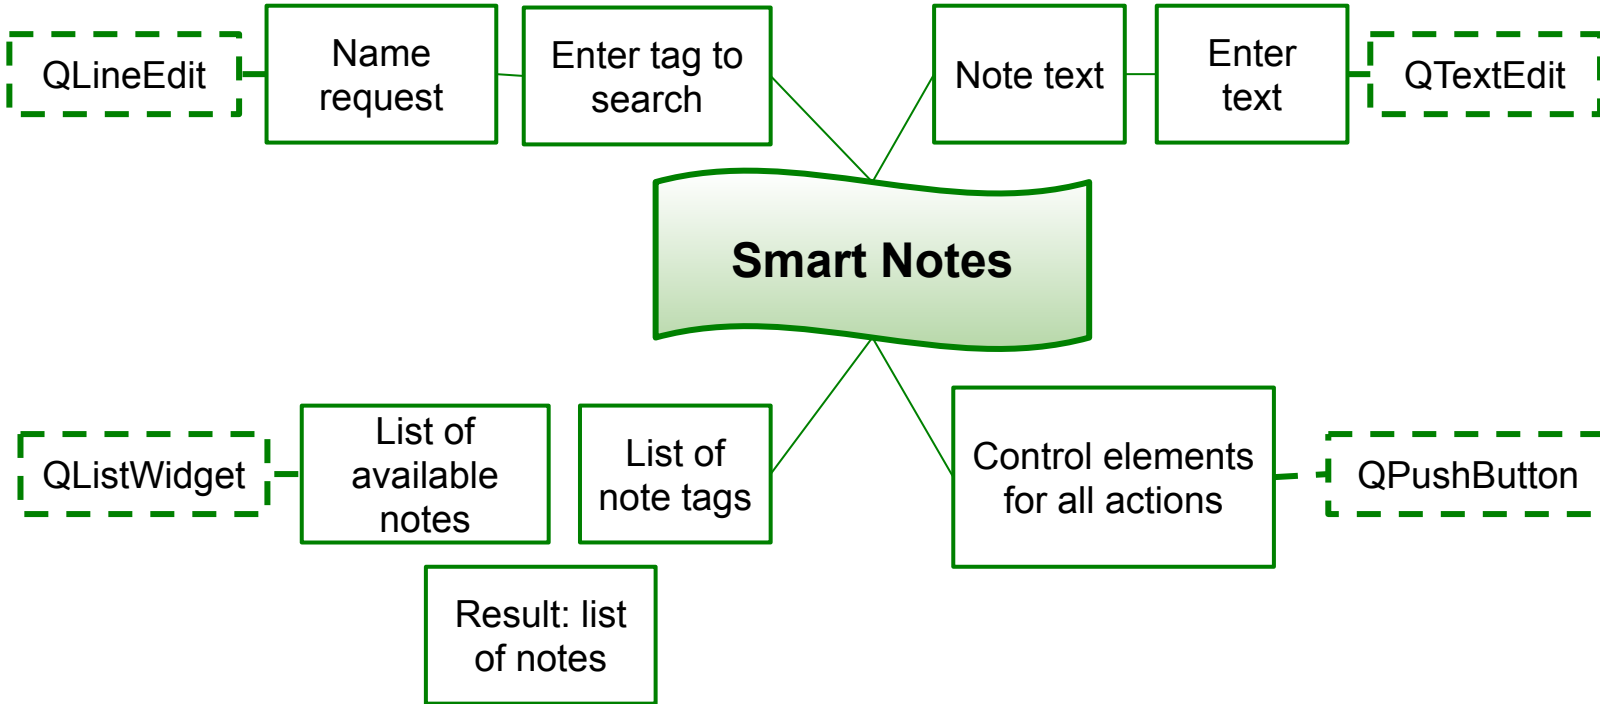 QLineEdit
Name
request
Enter tag to
search
Note text
Enter
text
QTextEdit
Smart Notes
QListWidget
List of
available
notes
List of
note tags
Control elements
for all actions
QPushButton
Result: list
of notes